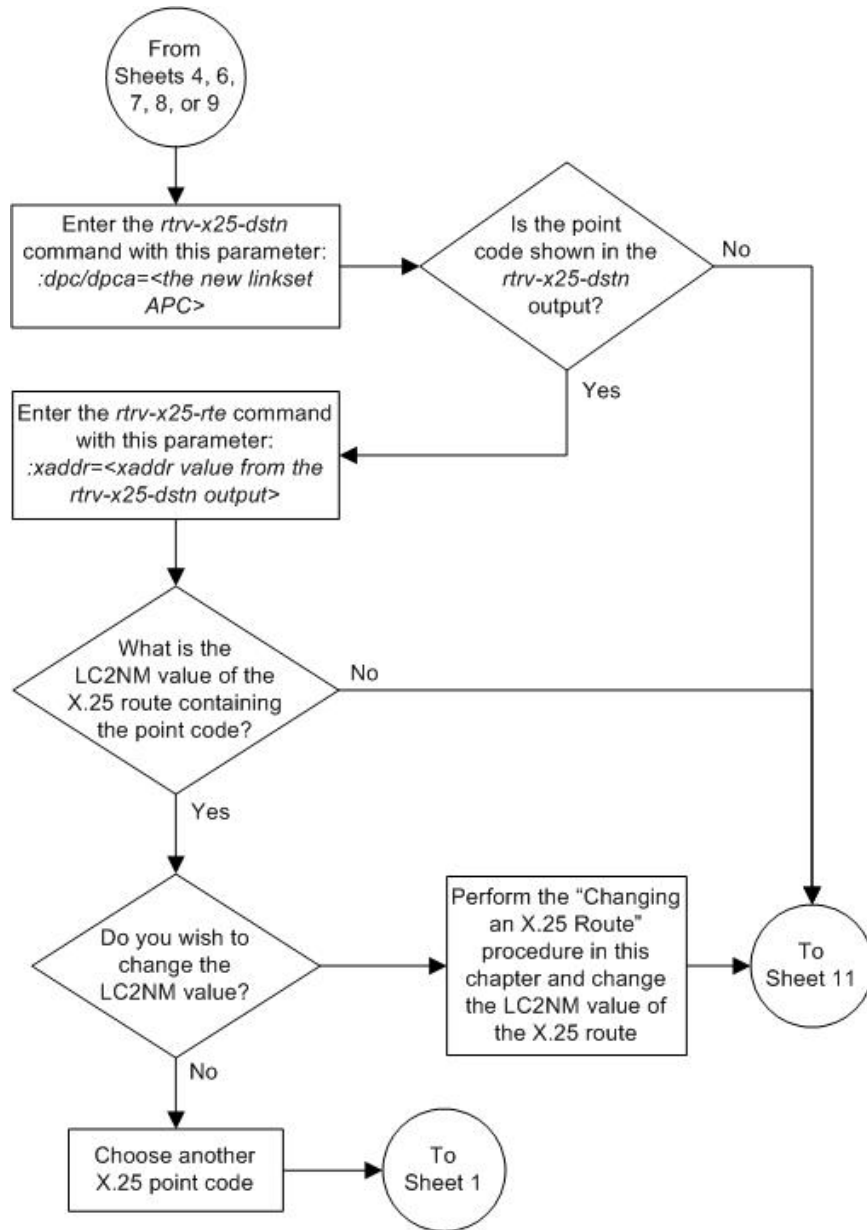 From
Sheets 4, 6,
7, 8, or 9
Enter the rtrv-x25-dstn
command with this parameter:
:dpc/dpca=<the new linkset
APC>
Is the point
code shown in the
rtrv-x25-dstn
output?
No
Yes
Enter the rtrv-x25-rte command
with this parameter:
:xaddr=<xaddr value from the
rtrv-x25-dstn output>
What is the
LC2NM value of the
X.25 route containing
the point code?
No
Yes
Do you wish to
change the
LC2NM value?
Perform the “Changing
an X.25 Route”
procedure in this
chapter and change
the LC2NM value of
the X.25 route
To
Sheet 11
No
Choose another
X.25 point code
To
Sheet 1